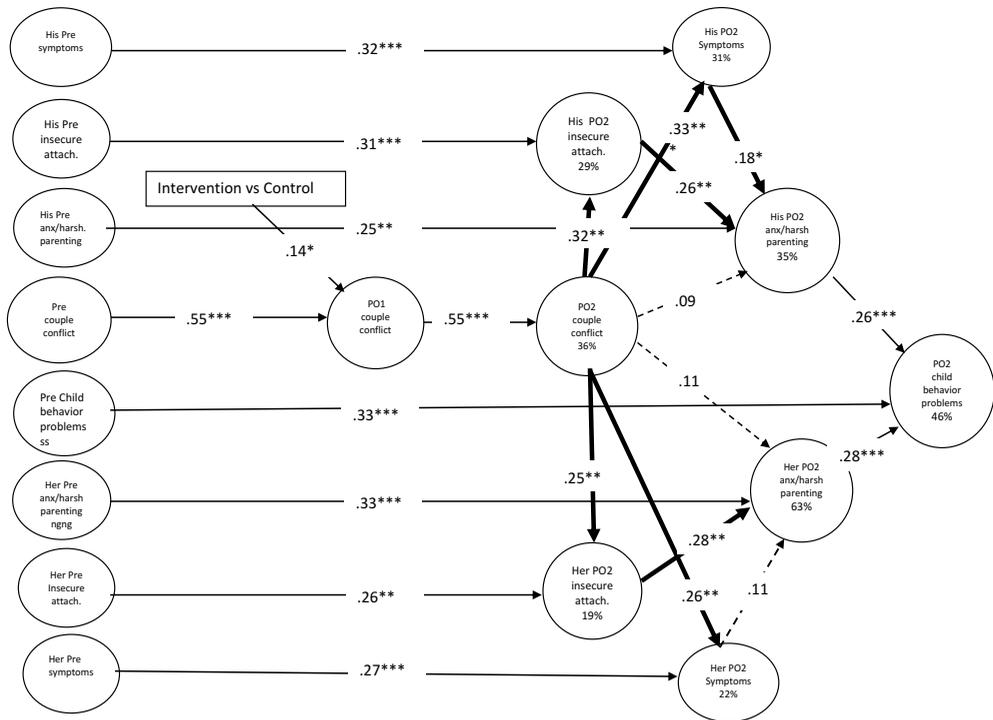 His Pre
symptoms
.32***
His PO2
Symptoms
31%
His Pre
insecure
attach.
.31***
His PO2
insecure
attach.
29%
.33**
*
.18*
.26**
Intervention vs Control
.14*
His Pre
anx/harsh.
parenting
.25**
.32**
His PO2
anx/harsh
parenting
35%
Pre
couple
conflict
.55***
PO1
couple
conflict
.55***
PO2
couple
conflict
36%
.09
.11
.26***
Pre Child
behavior
problems
ss
.33***
PO2
child
behavior
problems
46%
Her Pre
anx/harsh
parenting
ngng
.33***
.25**
Her PO2
anx/harsh
parenting
63%
.28***
.28**
Her Pre
Insecure
attach.
.26**
Her PO2
insecure
attach.
19%
.26**
.11
Her Pre
symptoms
.27***
Her PO2
Symptoms
22%